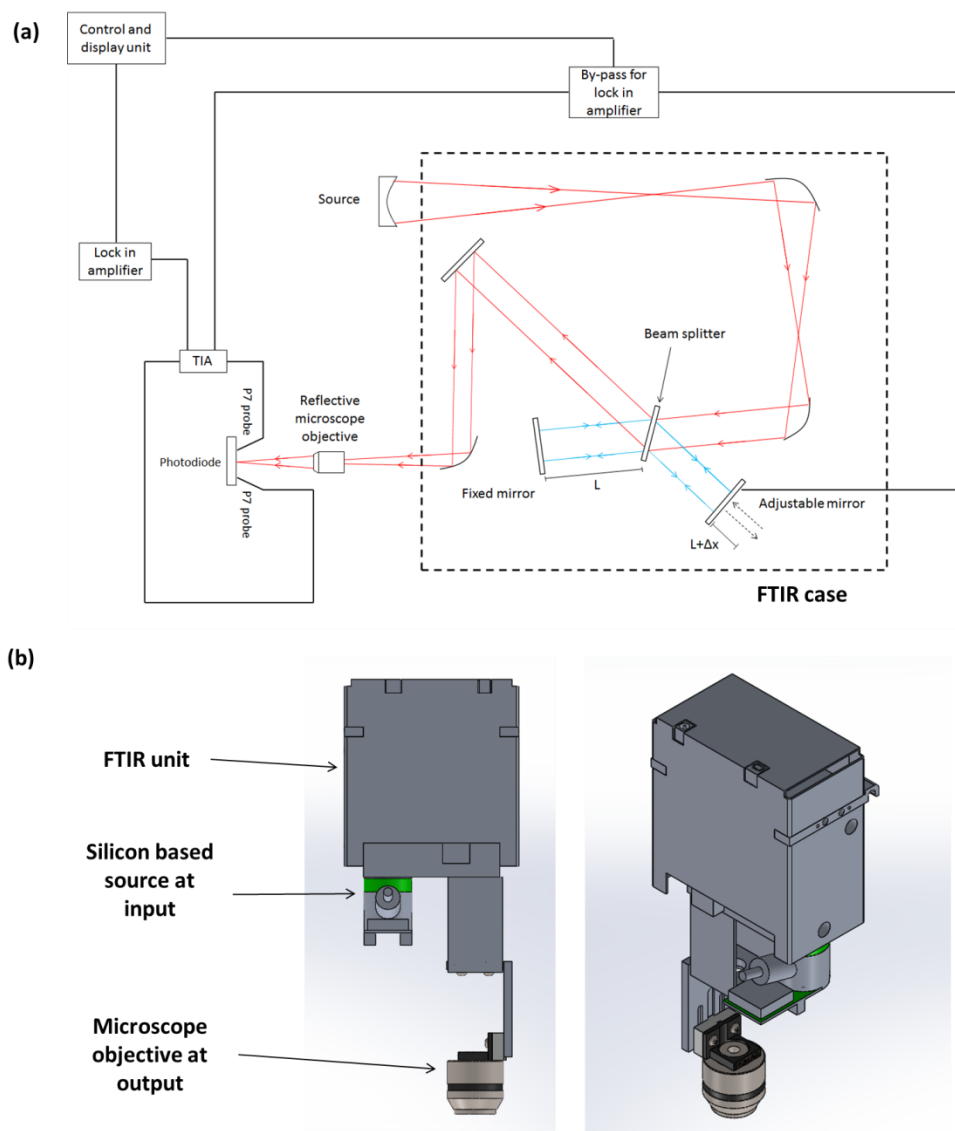 (a)
Control and
display unit
By-pass for
lock in
amplifier
Source
Lock in
amplifier
Beam splitter
TIA
P7 probe
Reflective
microscope
objective
Photodiode
P7 probe
Fixed mirror
L
Adjustable mirror
L+Δx
FTIR case
(b)
FTIR unit
Silicon based
source at
input
Microscope
objective at
output